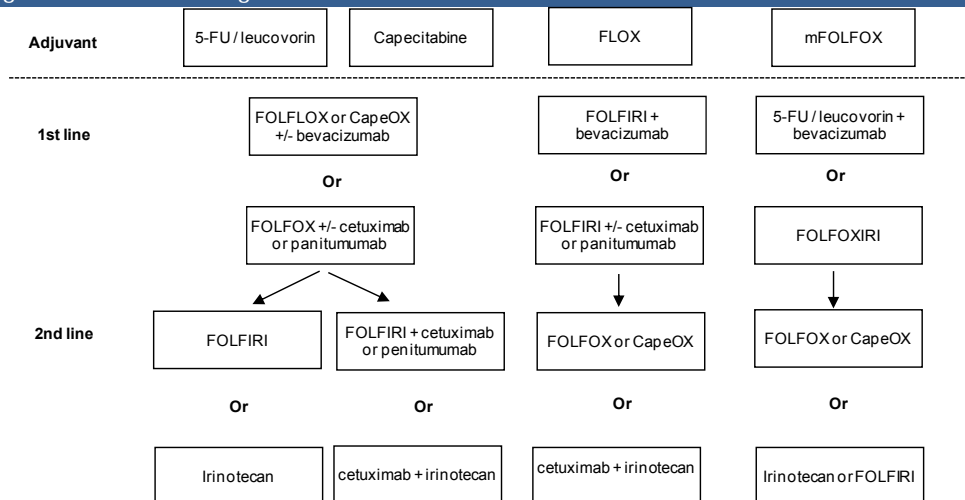 Adjuvant
5-FU / leucovorin
Capecitabine
FLOX
mFOLFOX
1st line
FOLFLOX or CapeOX
+/- bevacizumab
FOLFIRI +
bevacizumab
5-FU / leucovorin +
bevacizumab
Or
Or
Or
FOLFOX +/- cetuximab
or panitumumab
FOLFIRI +/- cetuximab
or panitumumab
FOLFOXIRI
2nd line
FOLFIRI
FOLFIRI + cetuximab
or penitumumab
FOLFOX or CapeOX
FOLFOX or CapeOX
Or
Or
Or
Or
Irinotecan
cetuximab + irinotecan
cetuximab + irinotecan
Irinotecan or FOLFIRI